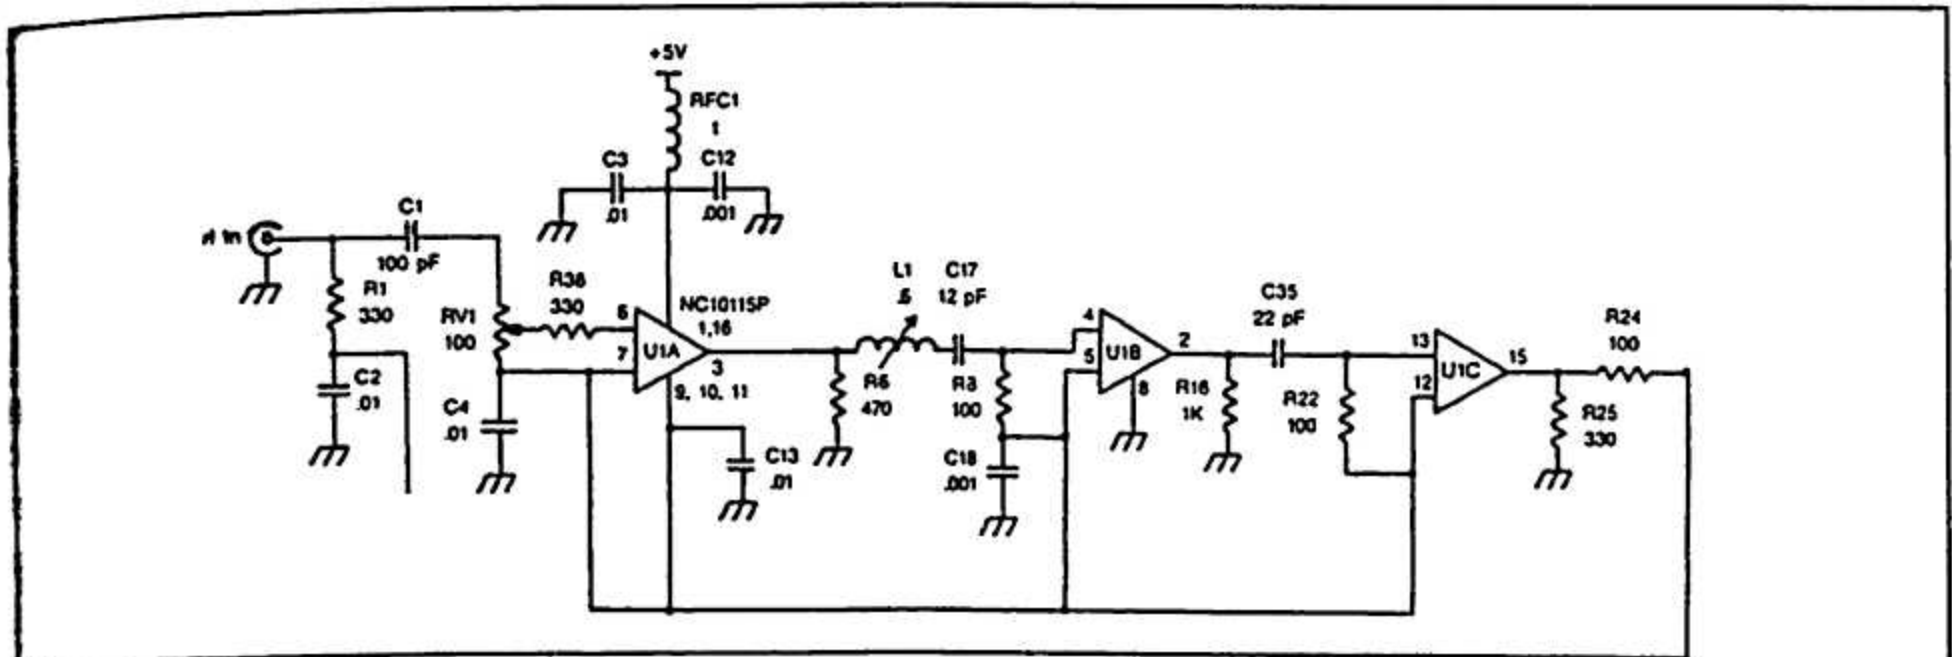 +5V
RFC1
1
C3
.01
C12
.001
rf in
C1
100 pF
R1
330
C2
.01
RV1
100
C4
.01
R38
330
6
7
U1A
NC10115P
1,16
3
9, 10, 11
C13
.01
L1
.5
C17
12 pF
R6
470
R8
100
C18
.001
4
5
U1B
2
8
R16
1K
C35
22 pF
R22
100
13
12
U1C
15
R24
100
R25
330